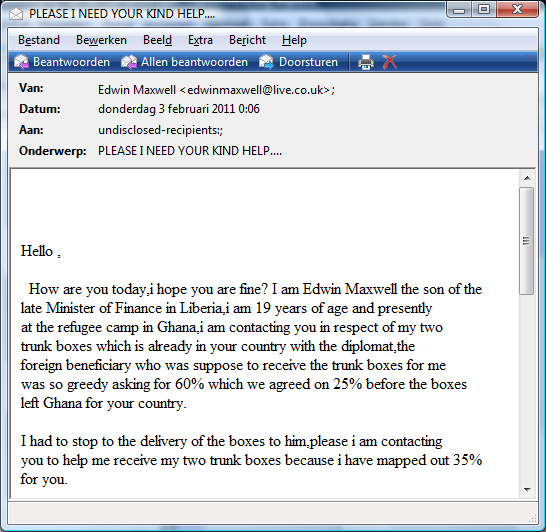 PLEASE I NEED YOUR KIND HELP....
Bestand Bewerken Beeld Extra Bericht Help
Beantwoorden Allen beantwoorden Doorsturen
Van: Edwin Maxwell <edwinmaxwell@live.co.uk>;
Datum: donderdag 3 februari 2011 0:06
Aan: undisclosed-recipients:;
Onderwerp: PLEASE I NEED YOUR KIND HELP....
Hello ,
How are you today,i hope you are fine? I am Edwin Maxwell the son of the
late Minister of Finance in Liberia,i am 19 years of age and presently
at the refugee camp in Ghana,i am contacting you in respect of my two
trunk boxes which is already in your country with the diplomat,the
foreign beneficiary who was suppose to receive the trunk boxes for me
was so greedy asking for 60% which we agreed on 25% before the boxes
left Ghana for your country.
I had to stop to the delivery of the boxes to him,please i am contacting
you to help me receive my two trunk boxes because i have mapped out 35%
for you.